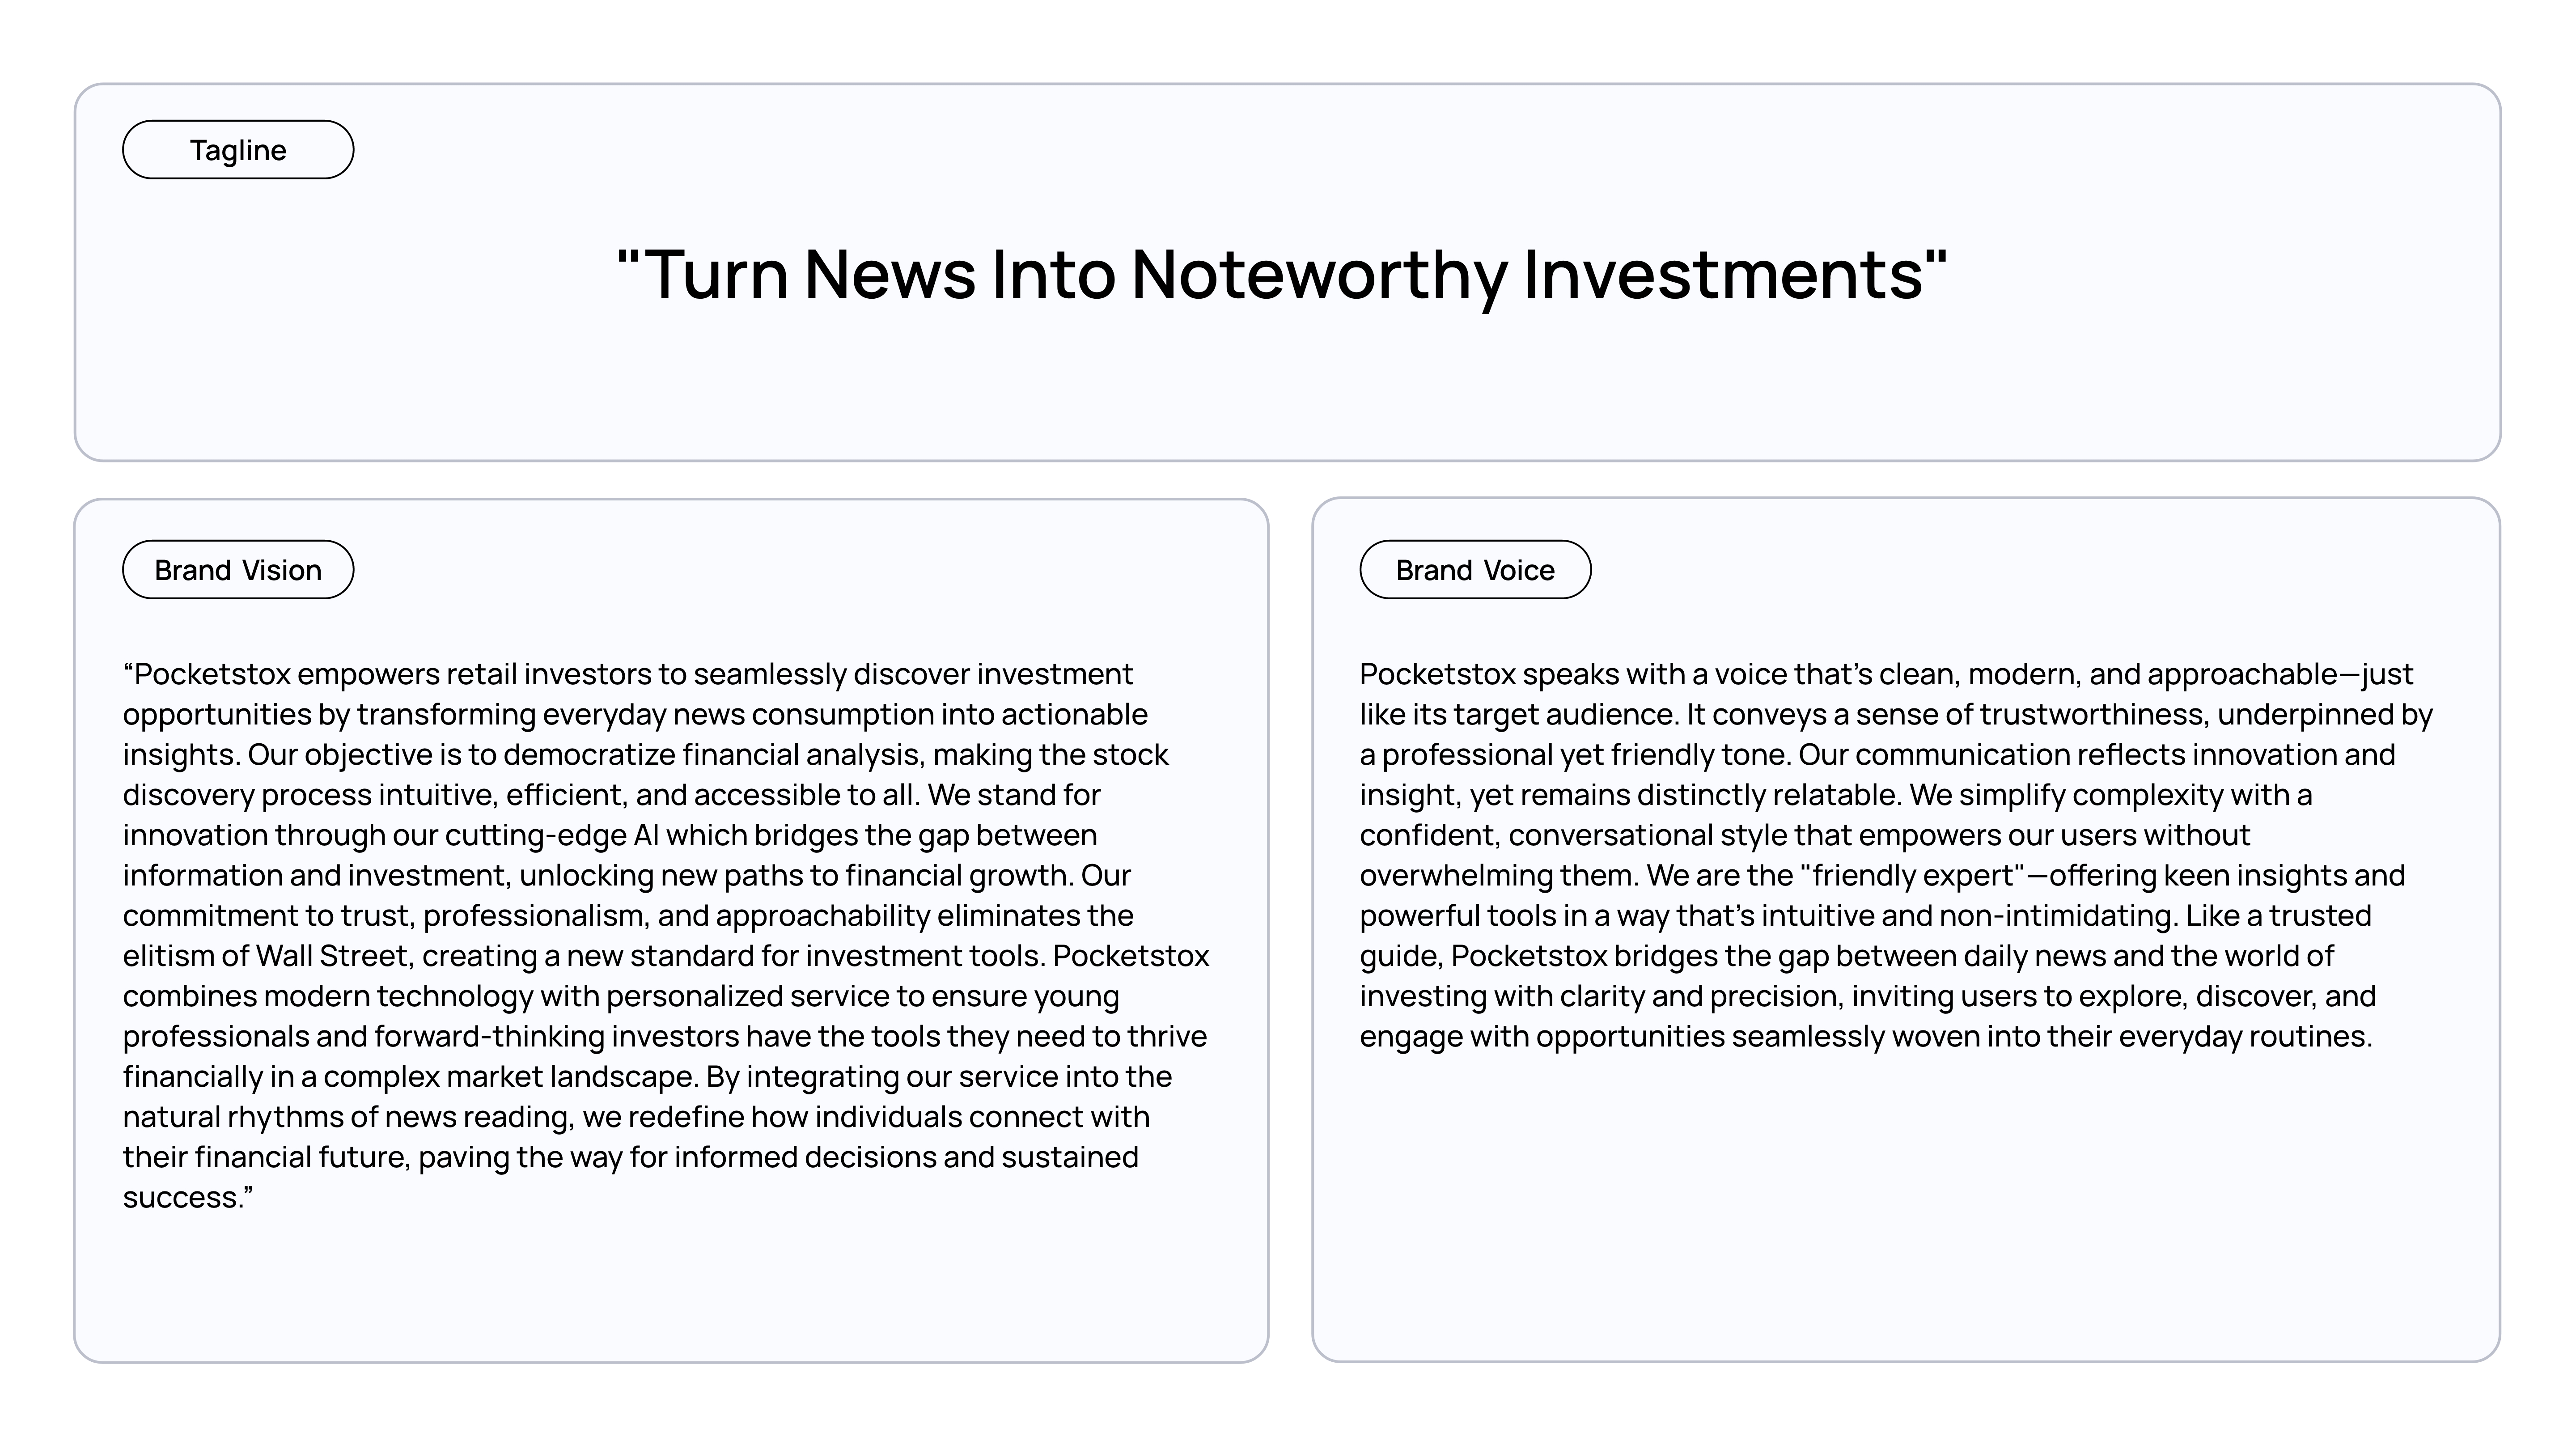 Tagline
"Turn News Into Noteworthy Investments"
Brand Vision
“Pocketstox empowers retail investors to seamlessly discover investment
opportunities by transforming everyday news consumption into actionable
insights. Our objective is to democratize financial analysis, making the stock
discovery process intuitive, efficient, and accessible to all. We stand for
innovation through our cutting-edge AI which bridges the gap between
information and investment, unlocking new paths to financial growth. Our
commitment to trust, professionalism, and approachability eliminates the
elitism of Wall Street, creating a new standard for investment tools. Pocketstox
combines modern technology with personalized service to ensure young
professionals and forward-thinking investors have the tools they need to thrive
financially in a complex market landscape. By integrating our service into the
natural rhythms of news reading, we redefine how individuals connect with
their financial future, paving the way for informed decisions and sustained
success.”
Brand Voice
Pocketstox speaks with a voice that’s clean, modern, and approachable—just
like its target audience. It conveys a sense of trustworthiness, underpinned by
a professional yet friendly tone. Our communication reflects innovation and
insight, yet remains distinctly relatable. We simplify complexity with a
confident, conversational style that empowers our users without
overwhelming them. We are the "friendly expert"—offering keen insights and
powerful tools in a way that’s intuitive and non-intimidating. Like a trusted
guide, Pocketstox bridges the gap between daily news and the world of
investing with clarity and precision, inviting users to explore, discover, and
engage with opportunities seamlessly woven into their everyday routines.